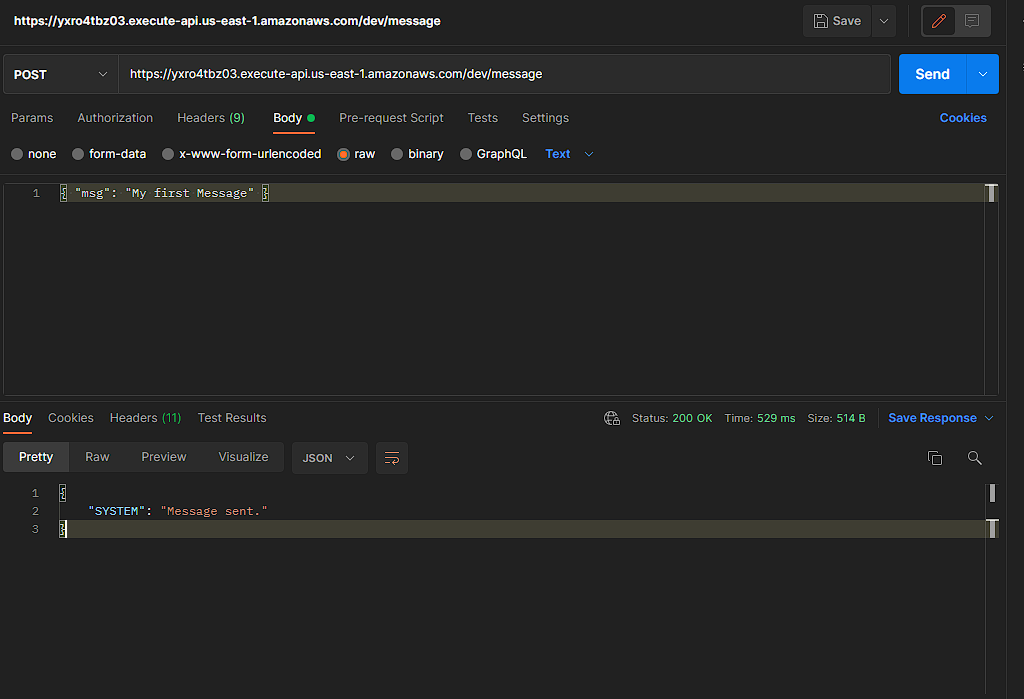 https://yxro4tbz03.execute-api.us-east-1.amazonaws.com/dev/message Save
POST https://yxro4tbz03.execute-api.us-east-1.amazonaws.com/dev/message Send
Params Authorization Headers (9) Body Pre-request Script Tests Settings Cookies
none form-data x-www-form-urlencoded raw binary GraphQL Text
1 { "msg": "My first Message" }
Body Cookies Headers (11) Test Results Status: 200 OK Time: 529 ms Size: 514 B Save Response
Pretty Raw Preview Visualize JSON
1 {
2 "SYSTEM": "Message sent."
3 }